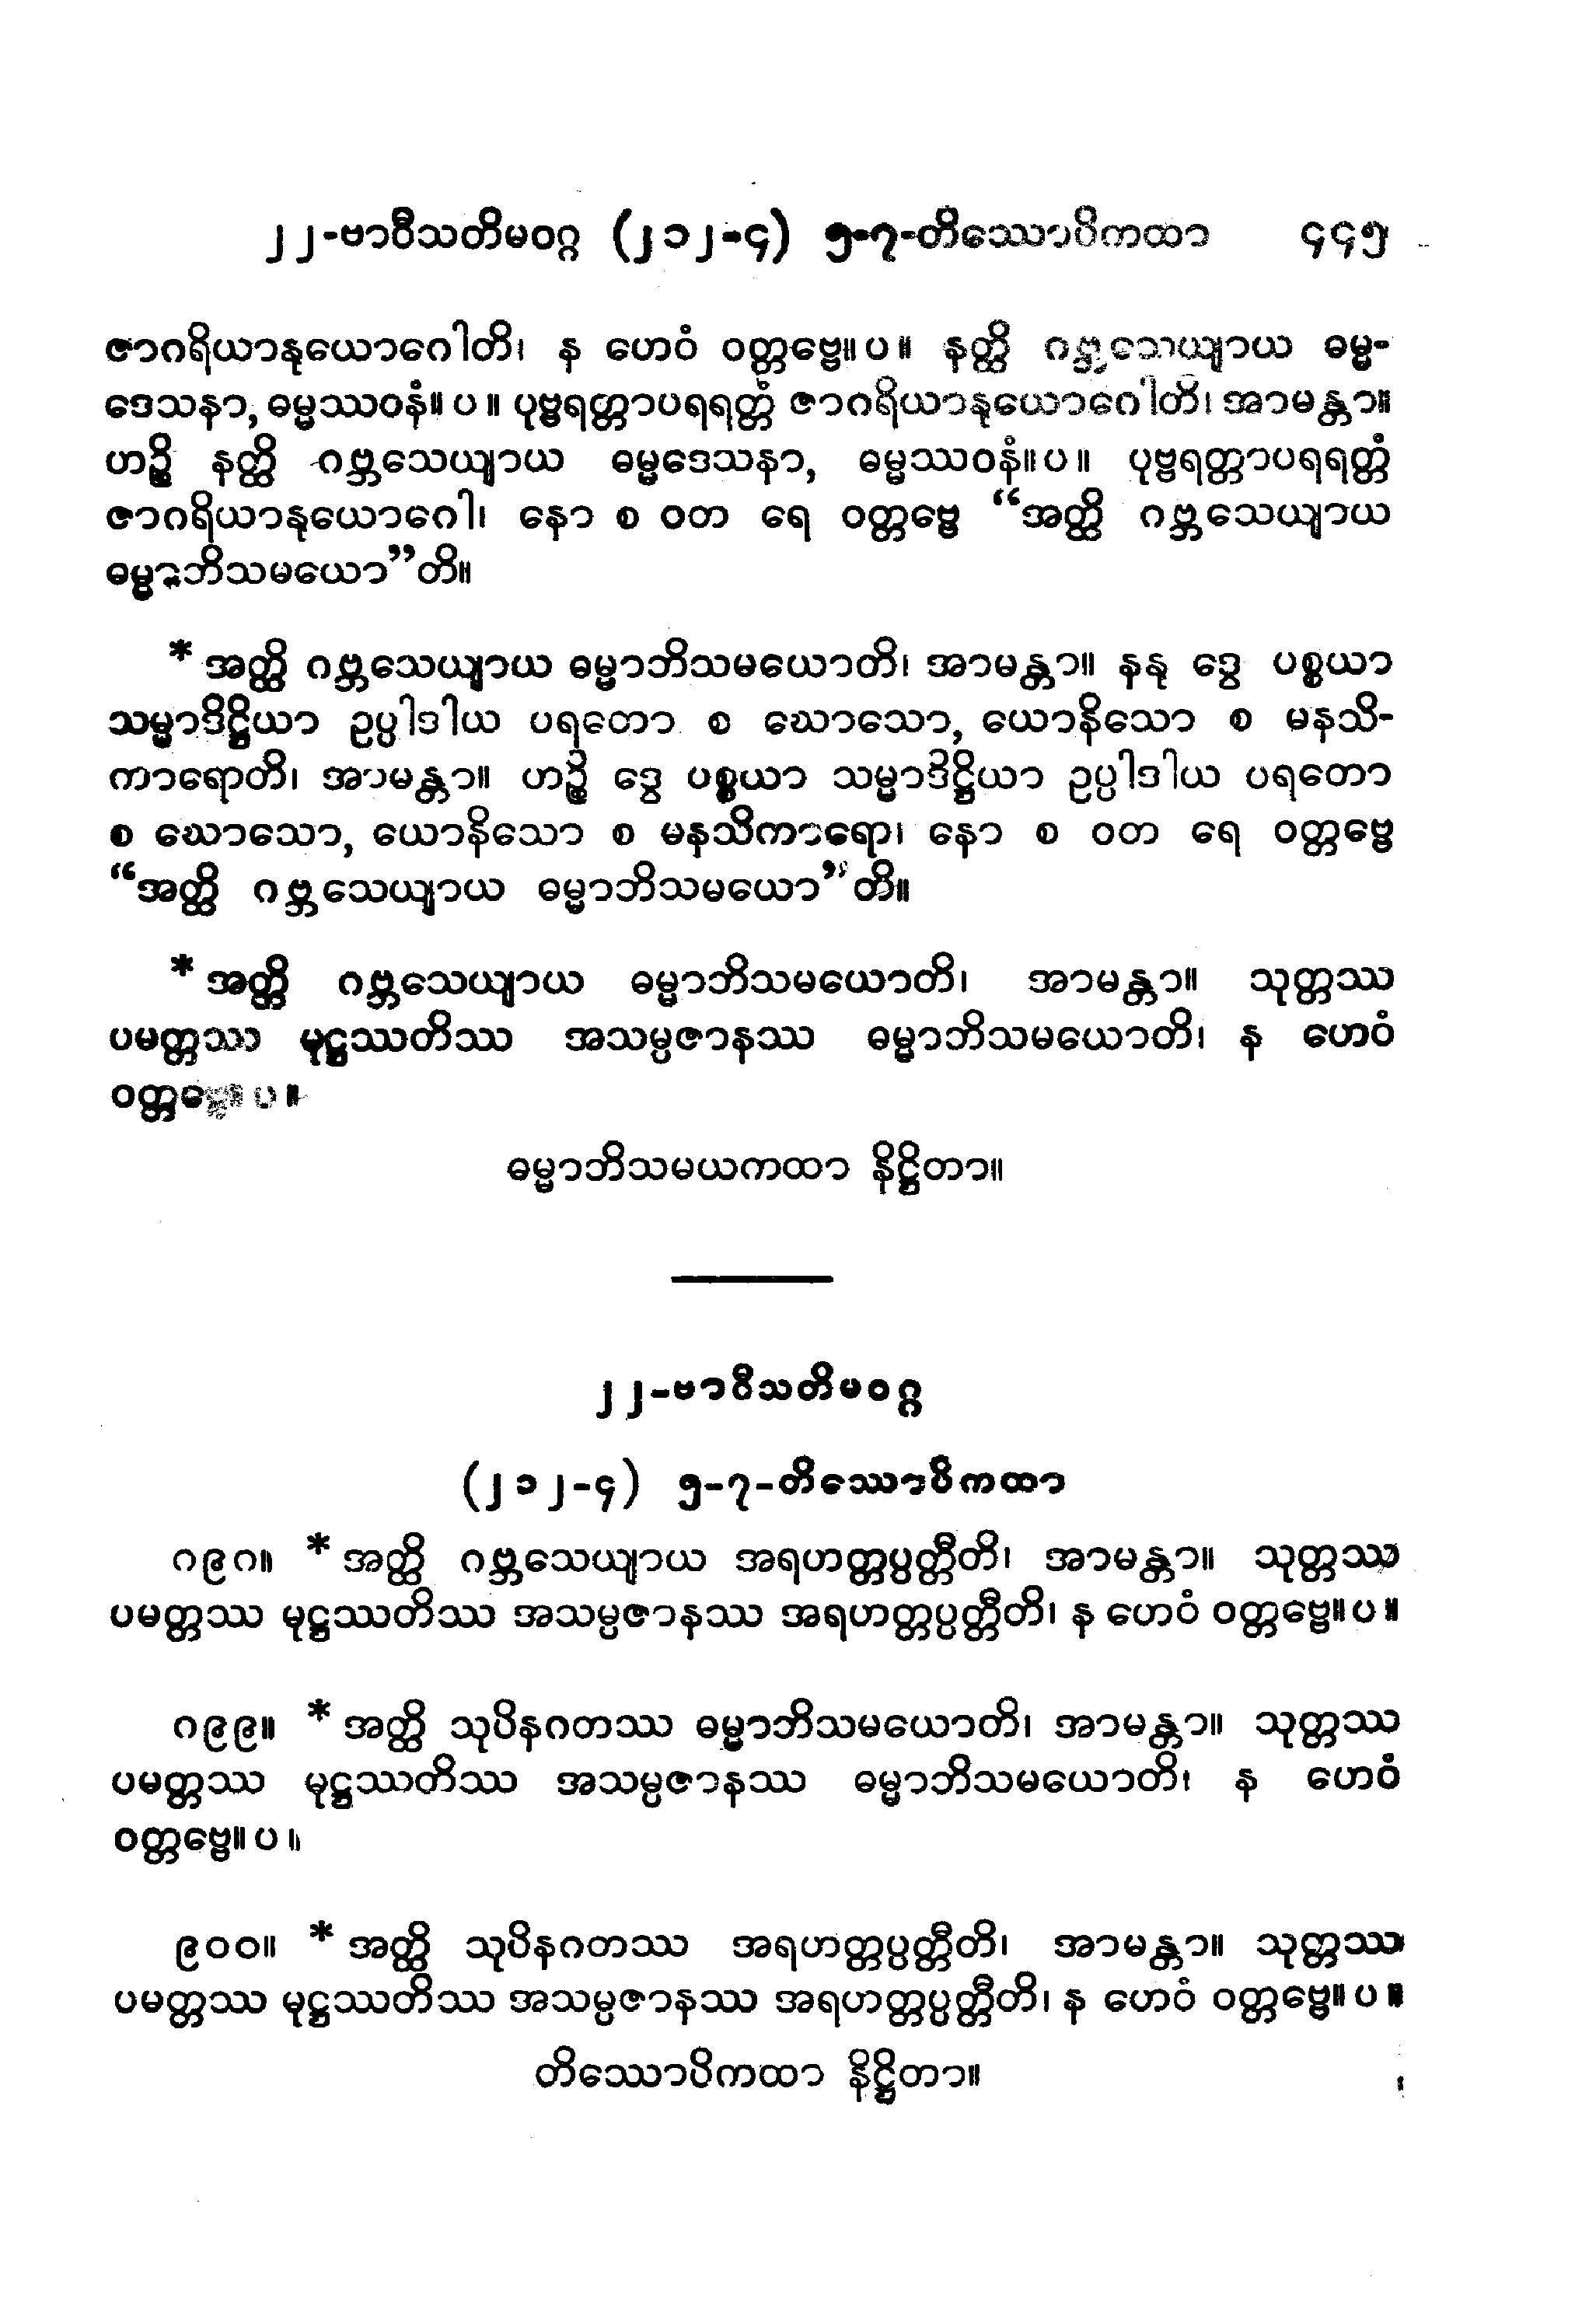 ၂၂-ဗာဝီသတိမဝဂ္ဂ (၂၁၂-၄) ၅-၇-တိဿောပိကထာ ၄၄၅
ဇာဂရိယာနုယောဂေါတိ၊ န ဟေဝံ ဝတ္တဗ္ဗေ။ပ။ နတ္ထိ ဂဗ္ဘသေယျာယ ဓမ္မ-
ဒေသနာ, ဓမ္မဿဝနံ။ပ။ ပုဗ္ဗရတ္တာပရရတ္တံ ဇာဂရိယာနုယောဂေါတိ၊ အာမန္တာ။
ဟဉ္စိ နတ္ထိ ဂဗ္ဘသေယျာယ ဓမ္မဒေသနာ, ဓမ္မဿဝနံ။ပ။ ပုဗ္ဗရတ္တာပရရတ္တံ
ဇာဂရိယာနုယောဂေါ၊ နော စ ဝတ ရေ ဝတ္တဗ္ဗေ “အတ္ထိ ဂဗ္ဘသေယျာယ
ဓမ္မာဘိသမယော”တိ။
* အတ္ထိ ဂဗ္ဘသေယျာယ ဓမ္မာဘိသမယောတိ၊ အာမန္တာ။ နနု ဒွေ ပစ္စယာ
သမ္မာဒိဋ္ဌိယာ ဥပ္ပါဒါယ ပရတော စ ဃောသော, ယောနိသော စ မနသိ-
ကာရောတိ၊ အာမန္တာ။ ဟဉ္စိ ဒွေ ပစ္စယာ သမ္မာဒိဋ္ဌိယာ ဥပ္ပါဒါယ ပရတော
စ ဃောသော, ယောနိသော စ မနသိကာရော၊ နော စ ဝတ ရေ ဝတ္တဗ္ဗေ
“အတ္ထိ ဂဗ္ဘသေယျာယ ဓမ္မာဘိသမယော”တိ။
* အတ္ထိ ဂဗ္ဘသေယျာယ ဓမ္မာဘိသမယောတိ၊ အာမန္တာ။ သုတ္တဿ
ပမတ္တဿ မုဋ္ဌဿတိဿ အသမ္ပဇာနဿ ဓမ္မာဘိသမယောတိ၊ န ဟေဝံ
ဝတ္တဗ္ဗေ။ပ။
ဓမ္မာဘိသမယကထာ နိဋ္ဌိတာ။
၂၂-ဗာဝီသတိမဝဂ္ဂ
(၂၁၂-၄) ၅-၇-တိဿောပိကထာ
၈၉၈။ * အတ္ထိ ဂဗ္ဘသေယျာယ အရဟတ္တပ္ပတ္တီတိ၊ အာမန္တာ။ သုတ္တဿ
ပမတ္တဿ မုဋ္ဌဿတိဿ အသမ္ပဇာနဿ အရဟတ္တပ္ပတ္တီတိ၊ န ဟေဝံ ဝတ္တဗ္ဗေ။ပ။
၈၉၉။ * အတ္ထိ သုပိနဂတဿ ဓမ္မာဘိသမယောတိ၊ အာမန္တာ။ သုတ္တဿ
ပမတ္တဿ မုဋ္ဌဿတိဿ အသမ္ပဇာနဿ ဓမ္မာဘိသမယောတိ၊ န ဟေဝံ
ဝတ္တဗ္ဗေ။ပ။
၉၀၀။ * အတ္ထိ သုပိနဂတဿ အရဟတ္တပ္ပတ္တီတိ၊ အာမန္တာ။ သုတ္တဿ
ပမတ္တဿ မုဋ္ဌဿတိဿ အသမ္ပဇာနဿ အရဟတ္တပ္ပတ္တီတိ၊ န ဟေဝံ ဝတ္တဗ္ဗေ။ပ။
တိဿောပိကထာ နိဋ္ဌိတာ။